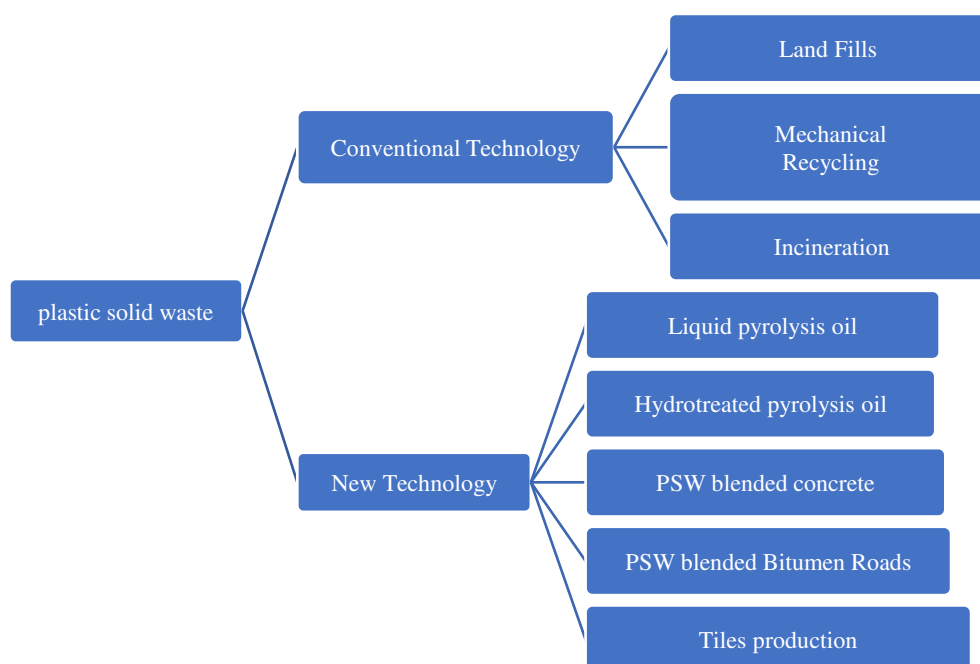 plastic solid waste
Conventional Technology
Land Fills
Mechanical
Recycling
Incineration
New Technology
Liquid pyrolysis oil
Hydrotreated pyrolysis oil
PSW blended concrete
PSW blended Bitumen Roads
Tiles production